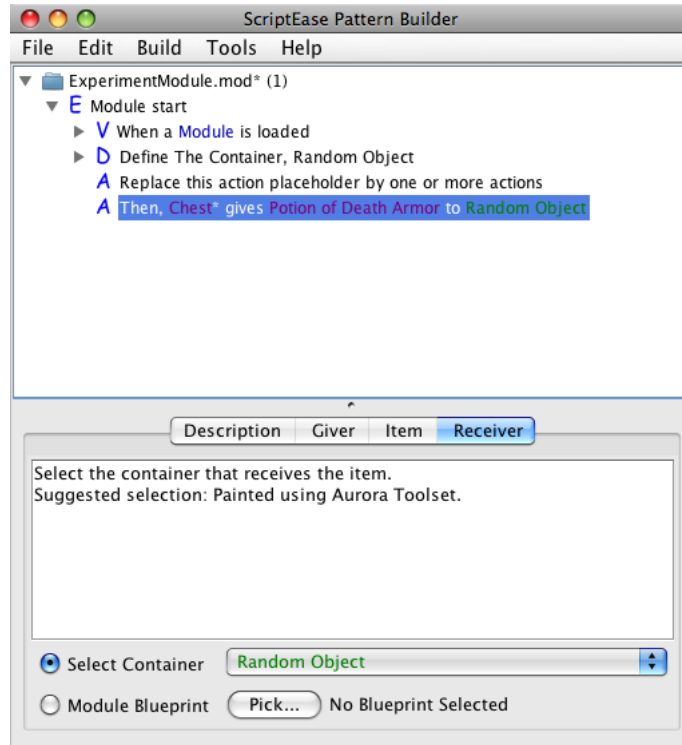 ScriptEase Pattern Builder
File Edit Build Tools Help
ExperimentModule.mod* (1)
E Module start
V When a Module is loaded
D Define The Container, Random Object
A Replace this action placeholder by one or more actions
A Then, Chest* gives Potion of Death Armor to Random Object
Description Giver Item Receiver
Select the container that receives the item.
Suggested selection: Painted using Aurora Toolset.
Select Container Random Object
Module Blueprint Pick... No Blueprint Selected